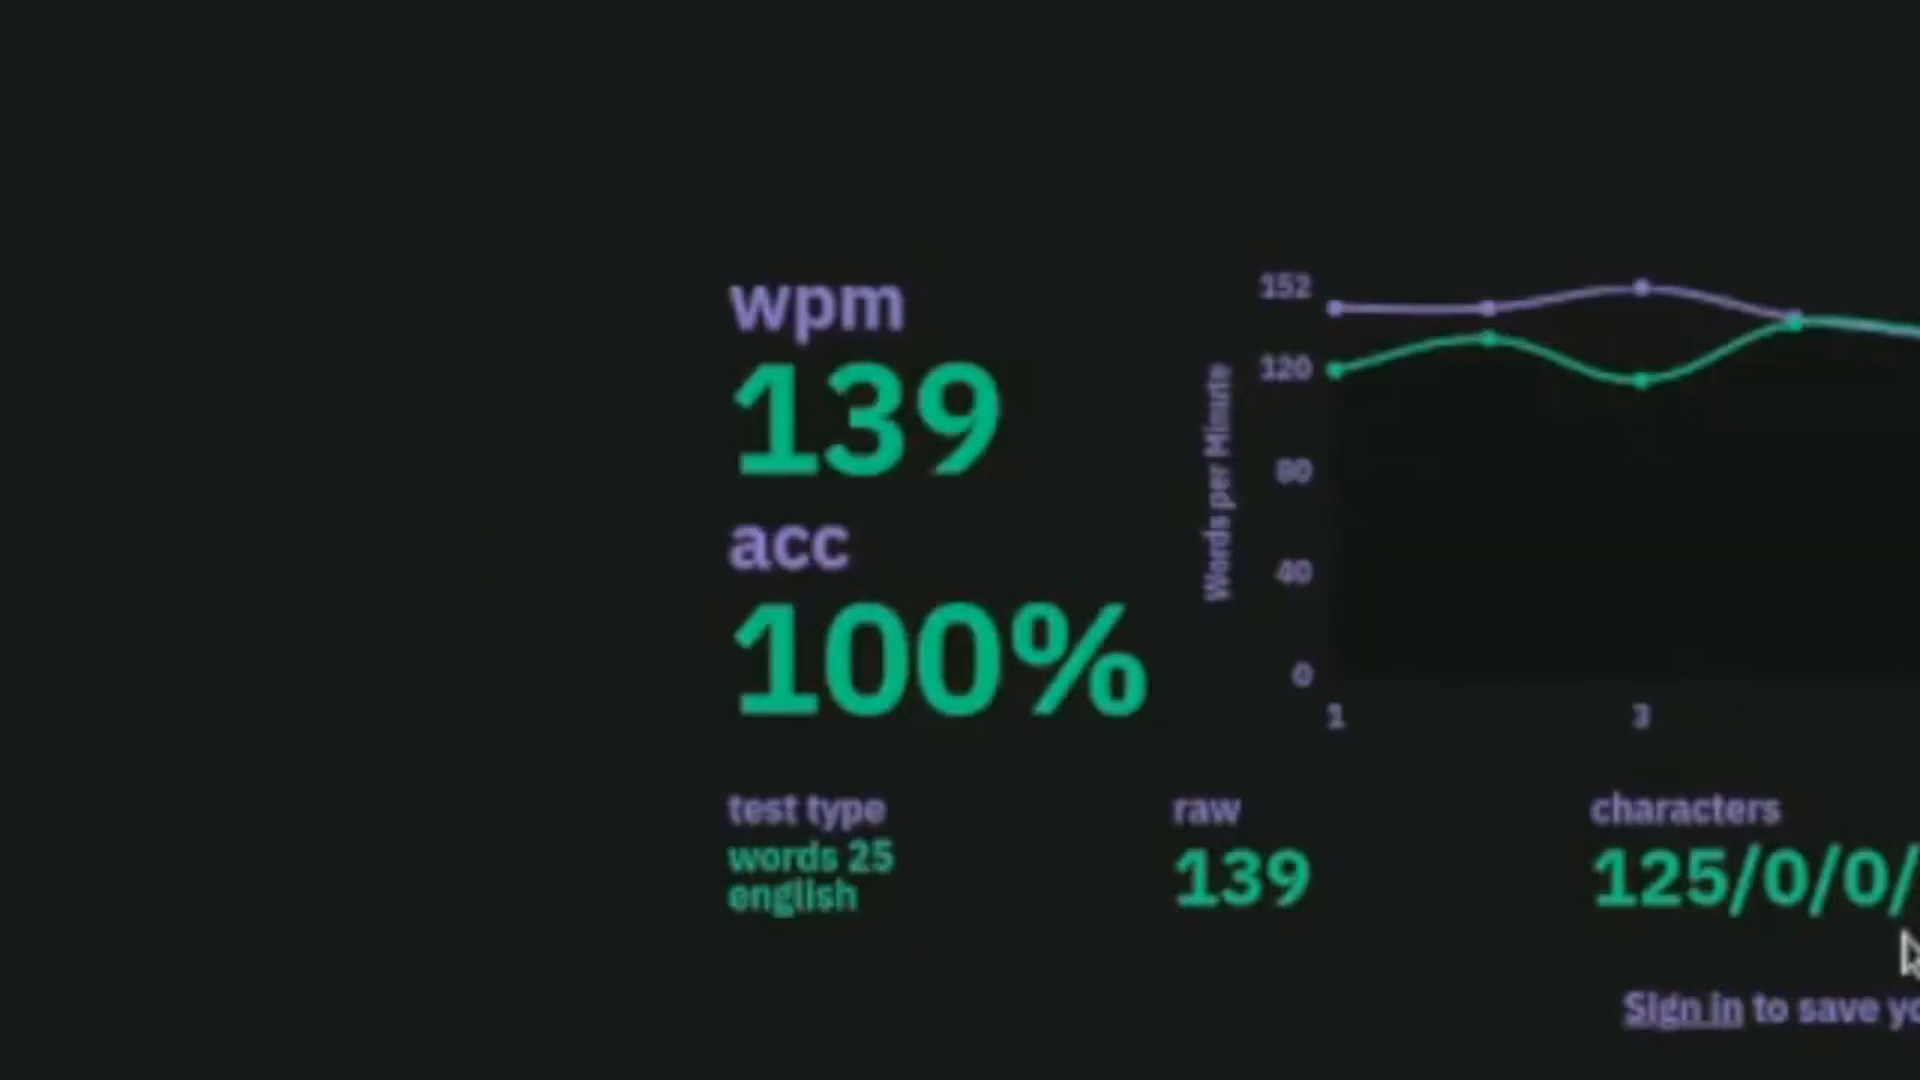 wpm
139
acc
100%
Words per Minute
152
120
80
40
0
1
3
test type
words 25
english
raw
139
characters
125/0/0/
Sign in to save